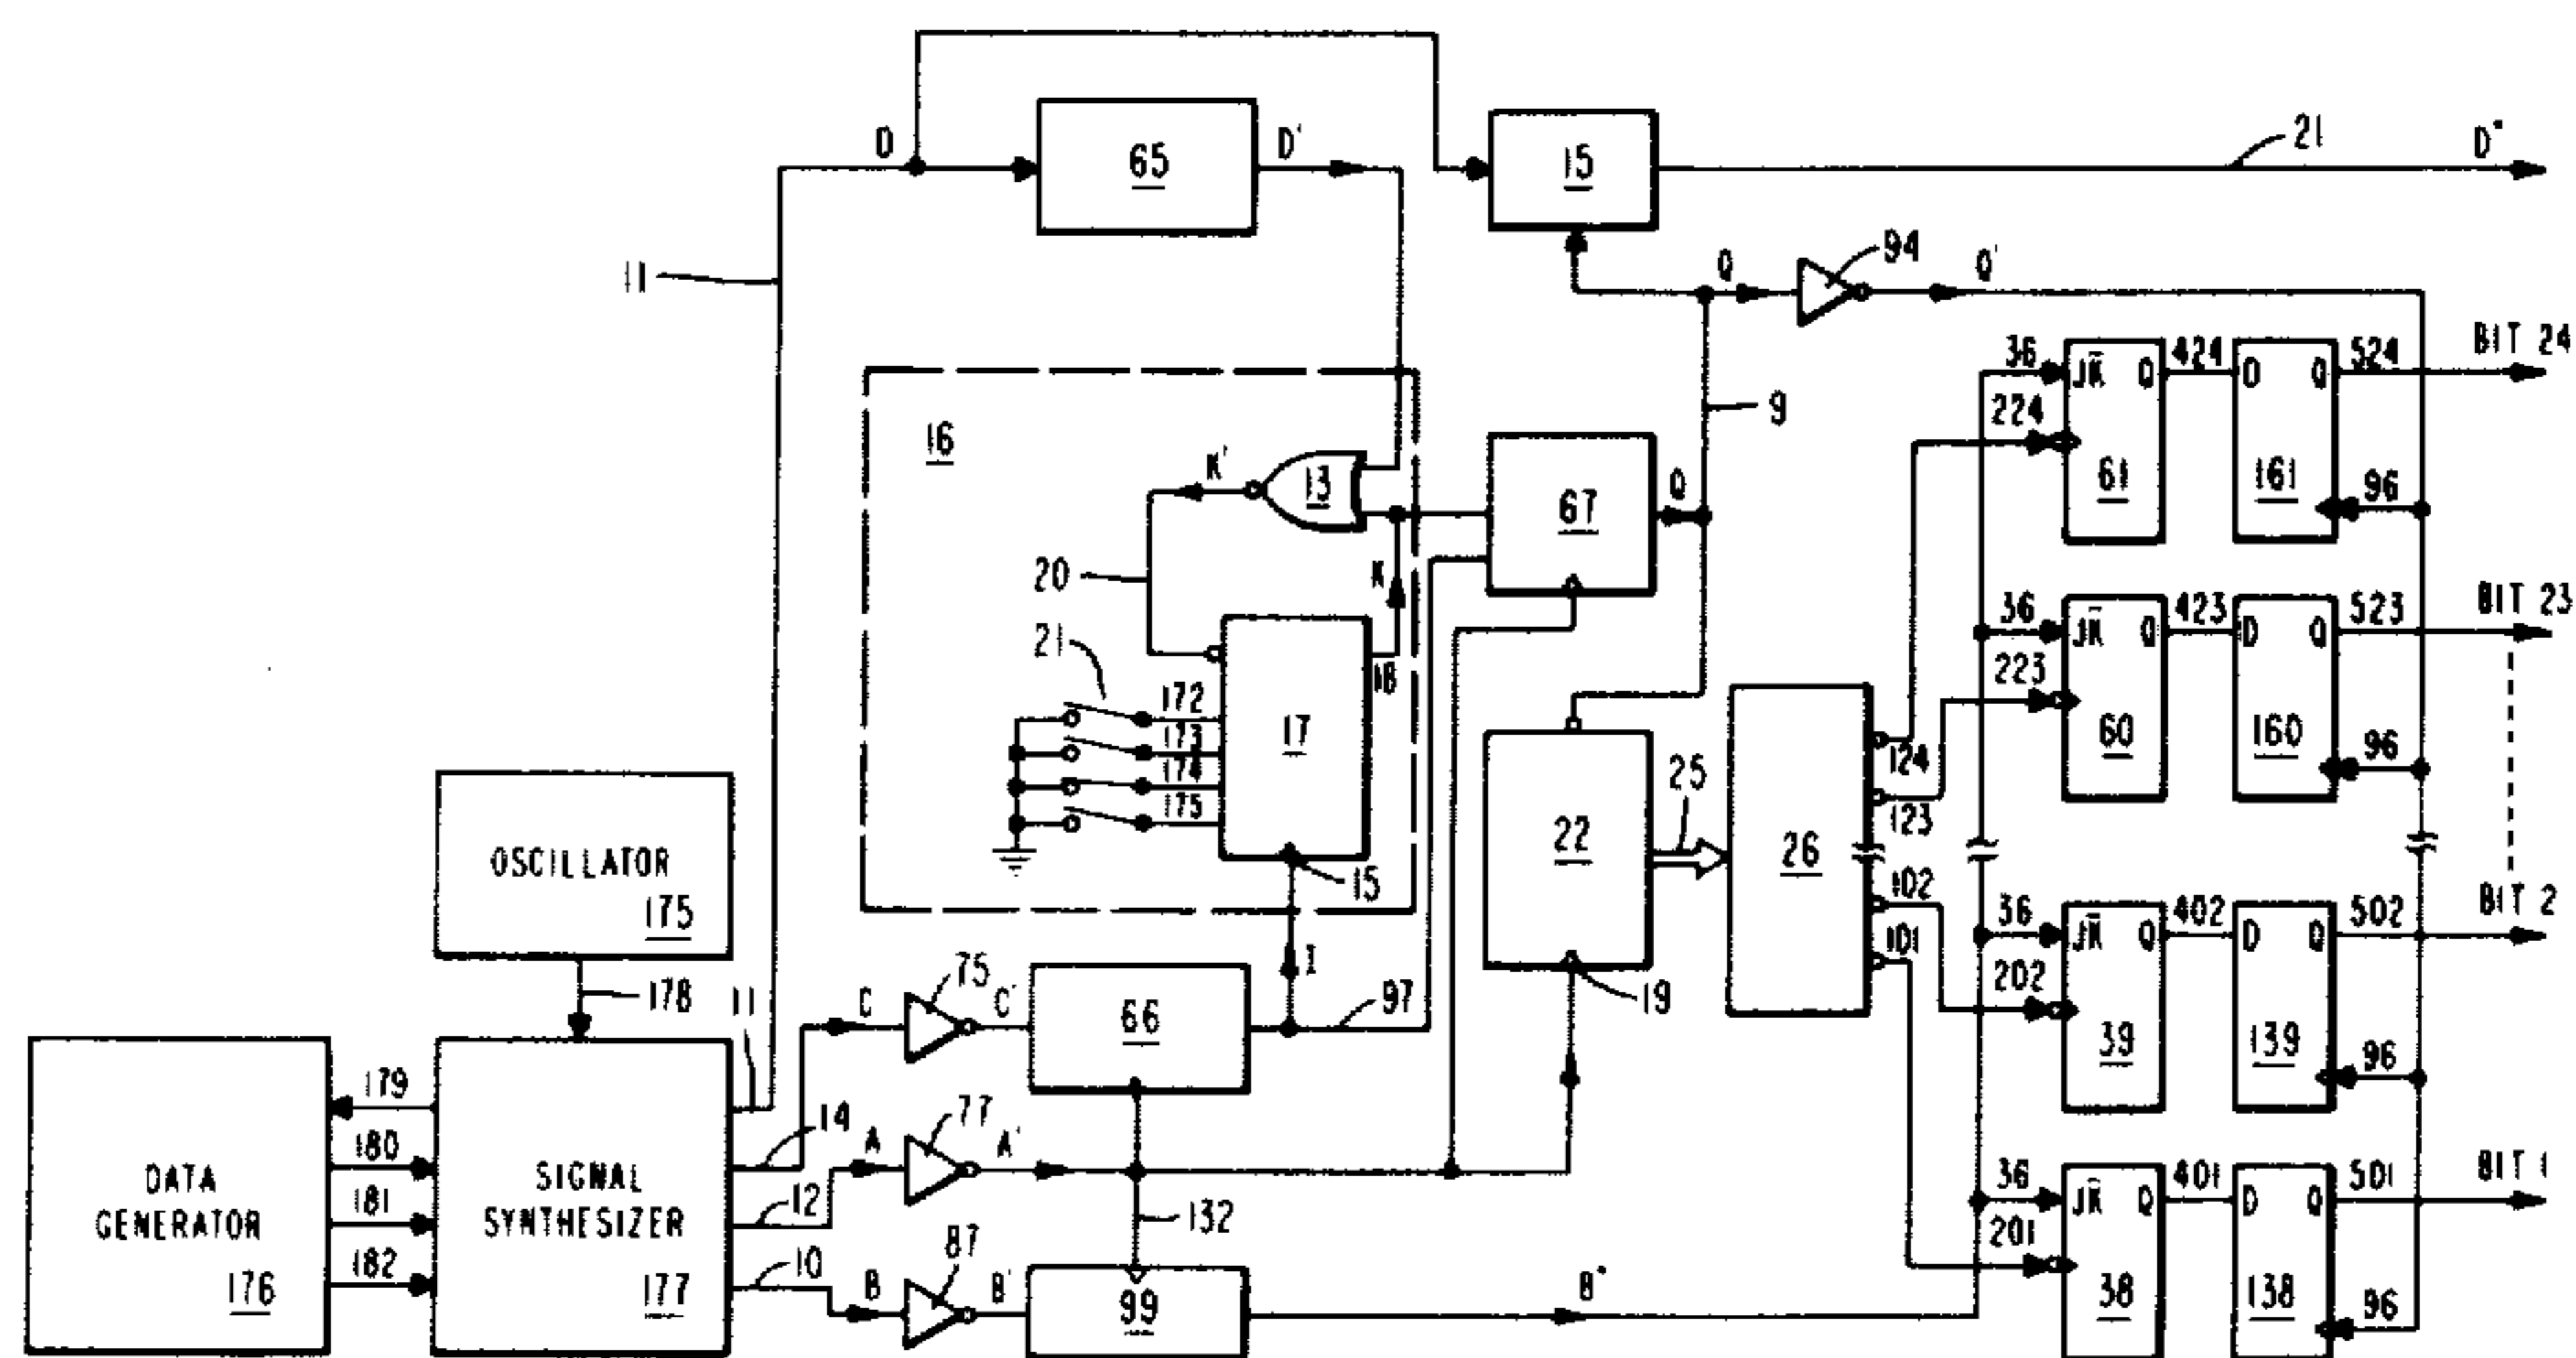 D
65
D'
15
21
D"
11
Q
94
Q'
BIT 24
36
JK̄
Q
424
D
Q
524
224
61
161
96
9
16
K'
13
67
Q
20
K
BIT 23
36
JK̄
Q
423
D
Q
523
223
60
160
96
21
18
172
173
174
175
17
15
22
25
26
124
123
102
101
19
OSCILLATOR
175
178
BIT 2
36
JK̄
Q
402
D
Q
502
202
39
139
96
I
97
11
C
75
C'
66
14
A
77
A'
12
132
10
B
87
B'
99
B"
179
180
181
182
DATA
GENERATOR
176
SIGNAL
SYNTHESIZER
177
BIT 1
36
JK̄
Q
401
D
Q
501
201
38
138
96